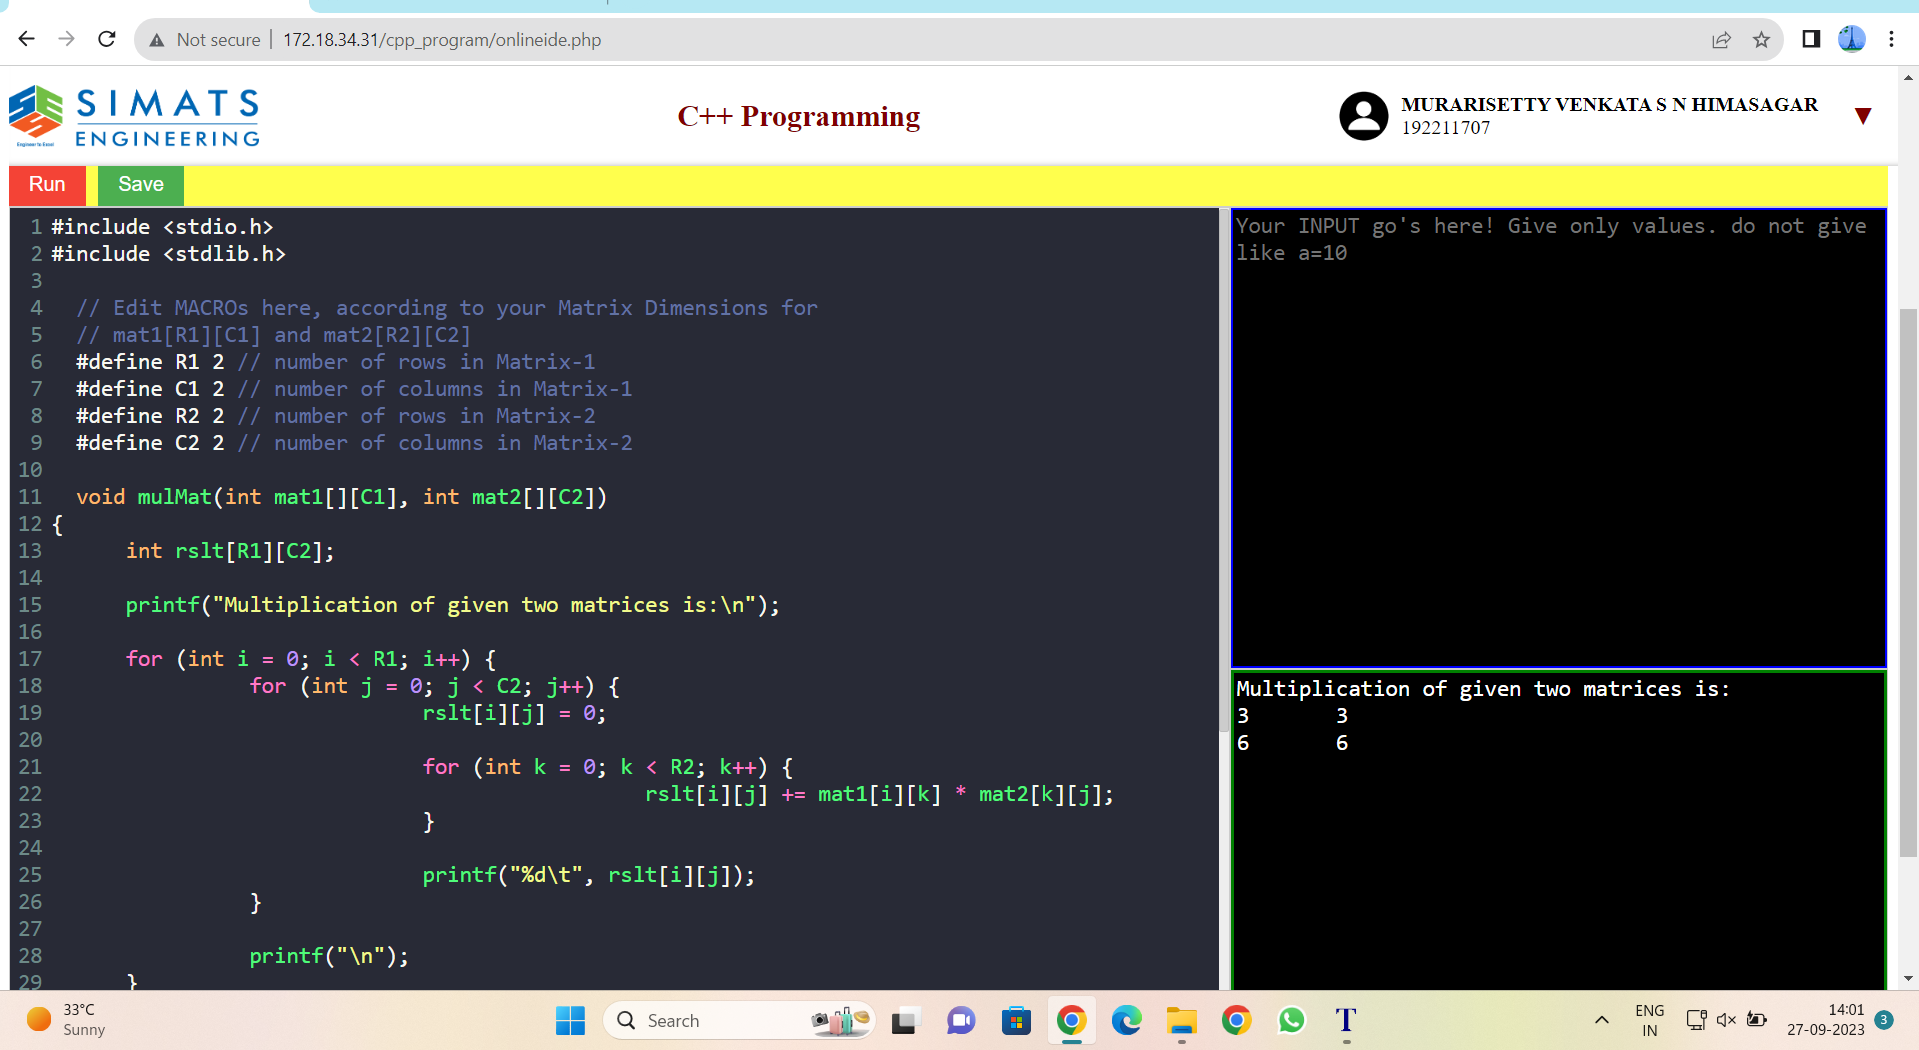 Not secure | 172.18.34.31/cpp_program/onlineide.php
SIMATS
ENGINEERING
Engineer to Excel
C++ Programming
MURARISETTY VENKATA S N HIMASAGAR
192211707
Run Save
1 #include <stdio.h>
2 #include <stdlib.h>
3
4 // Edit MACROs here, according to your Matrix Dimensions for
5 // mat1[R1][C1] and mat2[R2][C2]
6 #define R1 2 // number of rows in Matrix-1
7 #define C1 2 // number of columns in Matrix-1
8 #define R2 2 // number of rows in Matrix-2
9 #define C2 2 // number of columns in Matrix-2
10
11 void mulMat(int mat1[][C1], int mat2[][C2])
12 {
13 int rslt[R1][C2];
14
15 printf("Multiplication of given two matrices is:\n");
16
17 for (int i = 0; i < R1; i++) {
18 for (int j = 0; j < C2; j++) {
19 rslt[i][j] = 0;
20
21 for (int k = 0; k < R2; k++) {
22 rslt[i][j] += mat1[i][k] * mat2[k][j];
23 }
24
25 printf("%d\t", rslt[i][j]);
26 }
27
28 printf("\n");
29 }
Your INPUT go's here! Give only values. do not give
like a=10
Multiplication of given two matrices is:
3 3
6 6
33°C
Sunny
Search
ENG
IN
14:01
27-09-2023
3